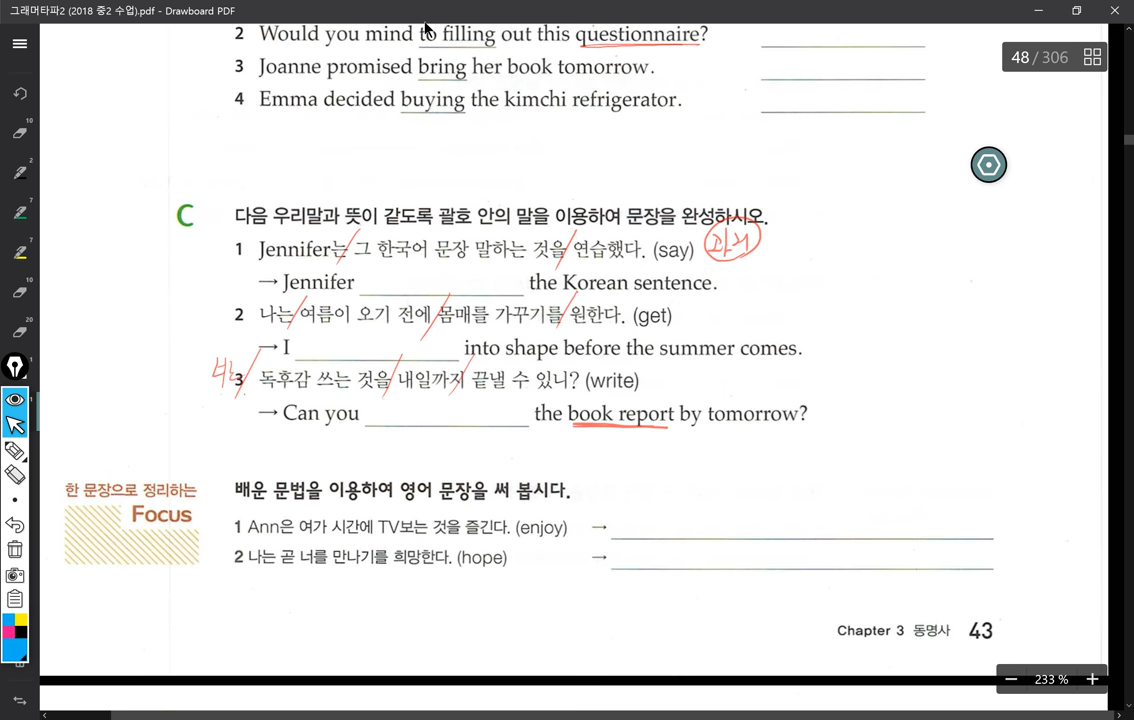 그래머타파2 (2018 중2 수업).pdf - Drawboard PDF
48 / 306
2 Would you mind to filling out this questionnaire?
3 Joanne promised bring her book tomorrow.
4 Emma decided buying the kimchi refrigerator.
C 다음 우리말과 뜻이 같도록 괄호 안의 말을 이용하여 문장을 완성하시오.
1 Jennifer는 그 한국어 문장 말하는 것을 연습했다. (say) 과거
→ Jennifer the Korean sentence.
2 나는 여름이 오기 전에 몸매를 가꾸기를 원한다. (get)
→ I into shape before the summer comes.
3 독후감 쓰는 것을 내일까지 끝낼 수 있니? (write)
→ Can you the book report by tomorrow?
한 문장으로 정리하는
Focus
배운 문법을 이용하여 영어 문장을 써 봅시다.
1 Ann은 여가 시간에 TV보는 것을 즐긴다. (enjoy) →
2 나는 곧 너를 만나기를 희망한다. (hope) →
Chapter 3 동명사 43
233 %
10
2
7
7
10
20
1
1